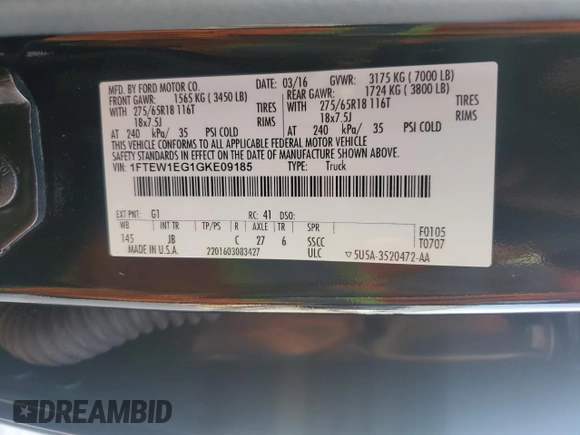 MFD. BY FORD MOTOR CO. DATE: 03/16 GVWR: 3175 KG ( 7000 LB)
FRONT GAWR: 1565 KG ( 3450 LB) REAR GAWR: 1724 KG ( 3800 LB)
WITH 275/65R18 116T TIRES WITH 275/65R18 116T TIRES
18x7.5J RIMS 18x7.5J RIMS
AT 240 kPa/ 35 PSI COLD AT 240 kPa/ 35 PSI COLD
THIS VEHICLE CONFORMS TO ALL APPLICABLE FEDERAL MOTOR VEHICLE
SAFETY STANDARDS IN EFFECT ON THE DATE OF MANUFACTURE SHOWN ABOVE.
VIN: 1FTEW1EG1GKE09185 TYPE: Truck
EXT PNT: G1 RC: 41 DSO: F0105
WB INT TR TP/PS R AXLE TR SPR T0707
145 JB C 27 6 SSCC
MADE IN U.S.A. 2201603083427 ULC ▽5U5A-3520472-AA
DREAMBID